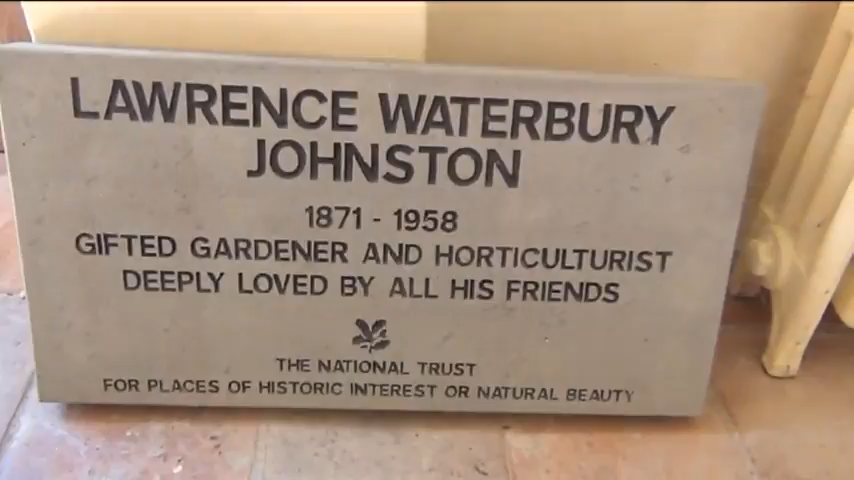 LAWRENCE WATERBURY
JOHNSTON
1871 - 1958
GIFTED GARDENER AND HORTICULTURIST
DEEPLY LOVED BY ALL HIS FRIENDS
THE NATIONAL TRUST
FOR PLACES OF HISTORIC INTEREST OR NATURAL BEAUTY